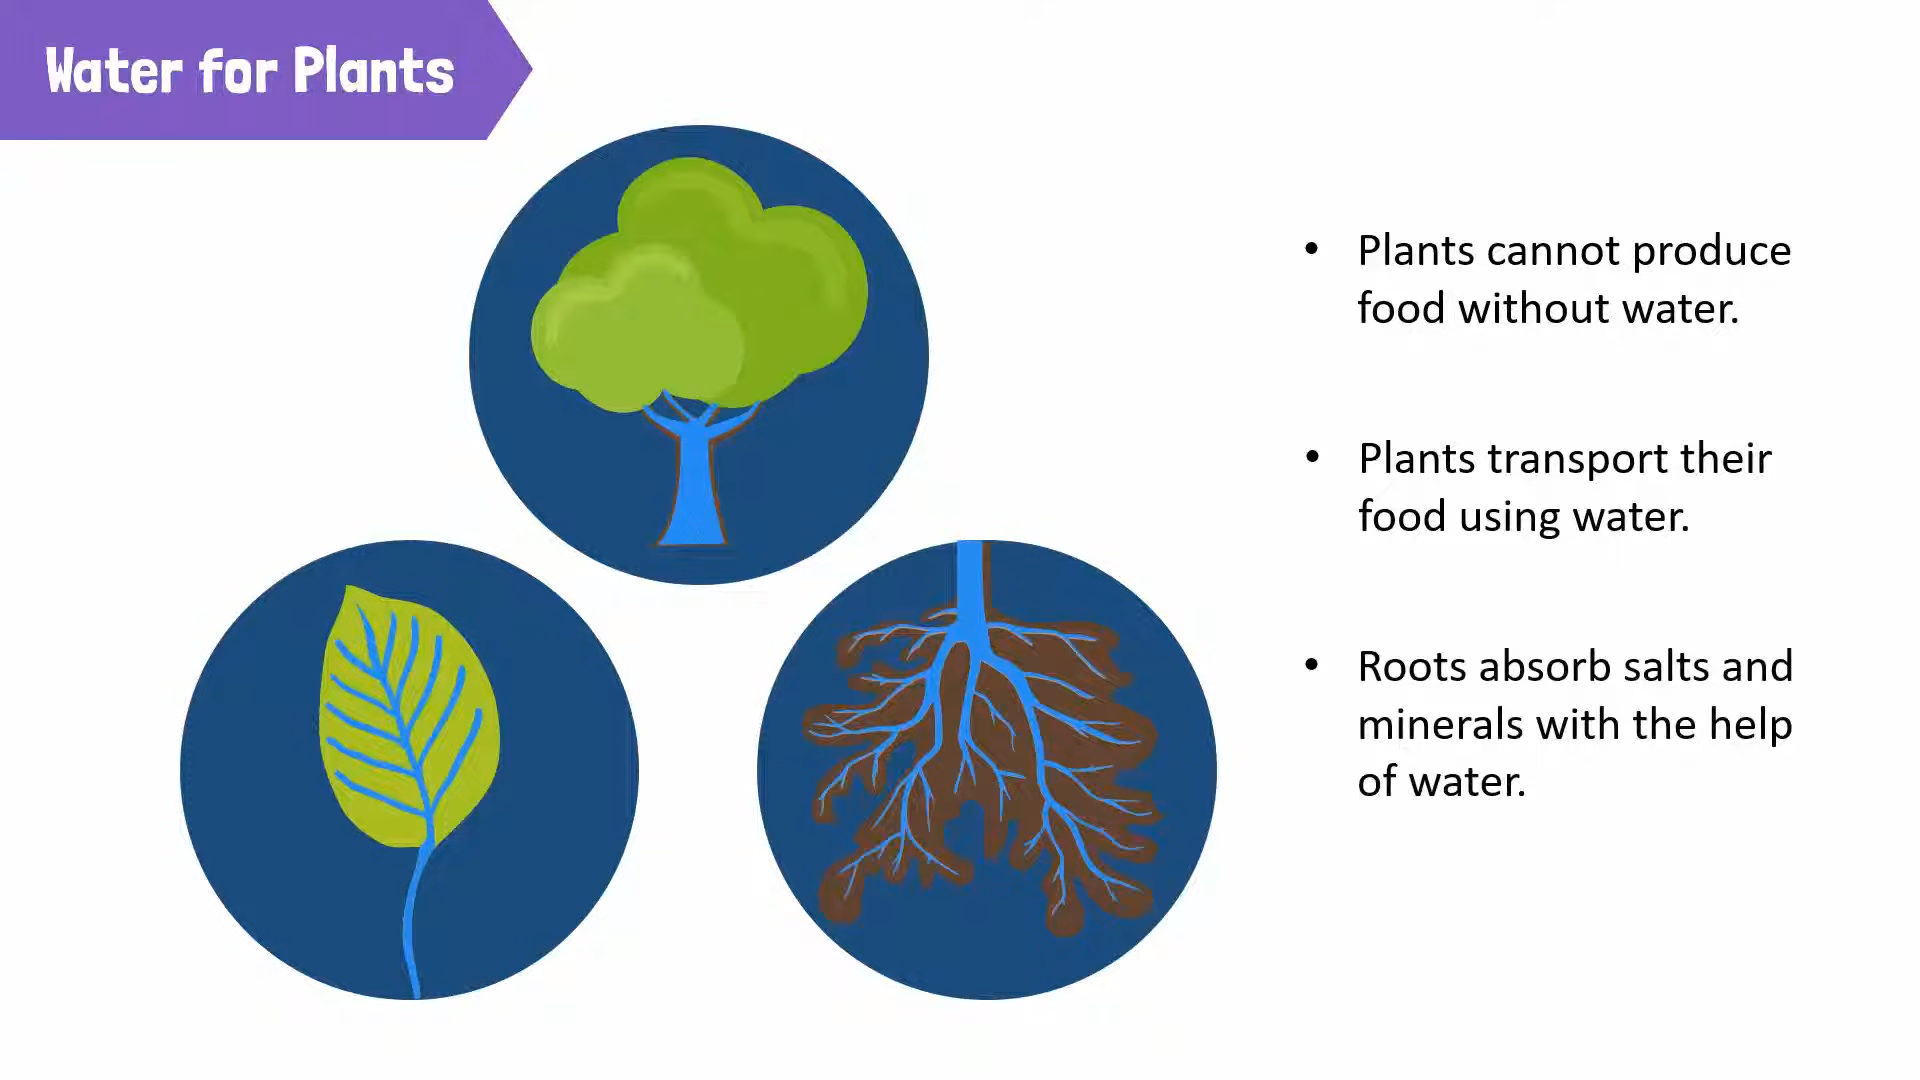 Water for Plants
• Plants cannot produce
food without water.
• Plants transport their
food using water.
• Roots absorb salts and
minerals with the help
of water.